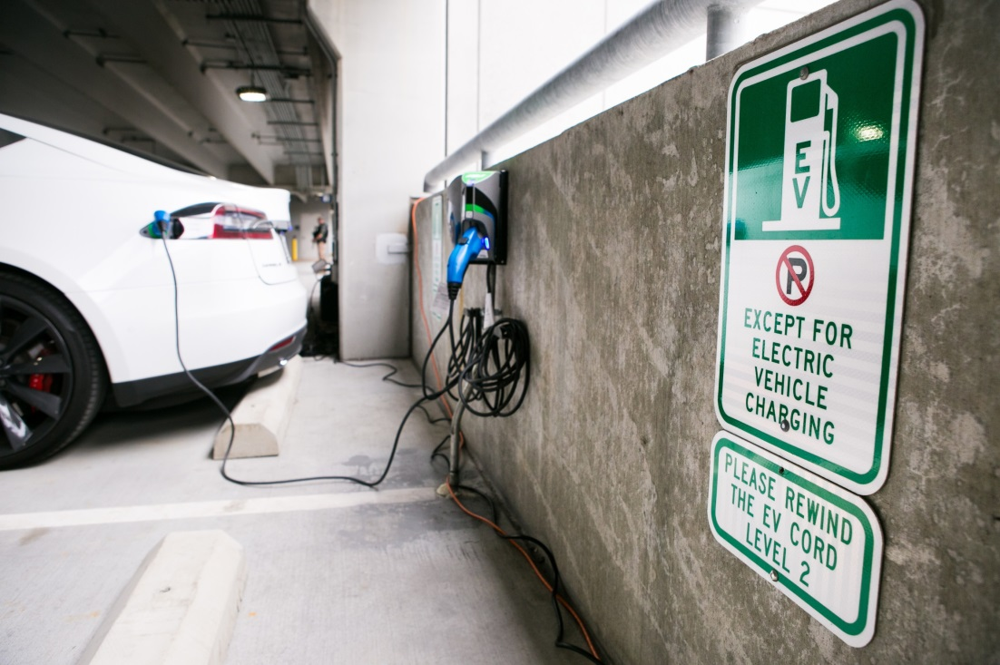 EV
P
EXCEPT FOR
ELECTRIC
VEHICLE
CHARGING
PLEASE REWIND
THE EV CORD
LEVEL 2